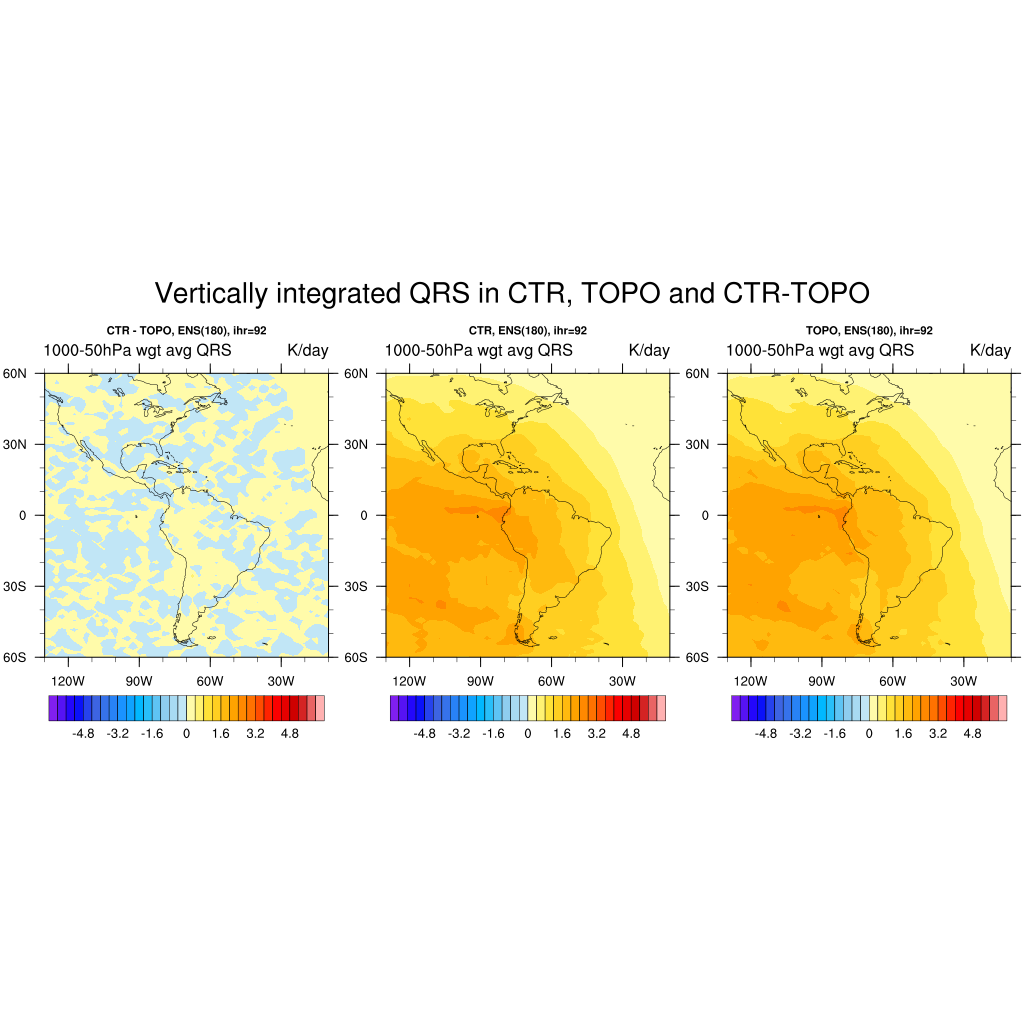 Vertically integrated QRS in CTR, TOPO and CTR-TOPO
CTR - TOPO, ENS(180), ihr=92
1000-50hPa wgt avg QRS K/day
60N
30N
0
30S
60S
120W 90W 60W 30W
-4.8 -3.2 -1.6 0 1.6 3.2 4.8
CTR, ENS(180), ihr=92
1000-50hPa wgt avg QRS K/day
60N
30N
0
30S
60S
120W 90W 60W 30W
-4.8 -3.2 -1.6 0 1.6 3.2 4.8
TOPO, ENS(180), ihr=92
1000-50hPa wgt avg QRS K/day
60N
30N
0
30S
60S
120W 90W 60W 30W
-4.8 -3.2 -1.6 0 1.6 3.2 4.8